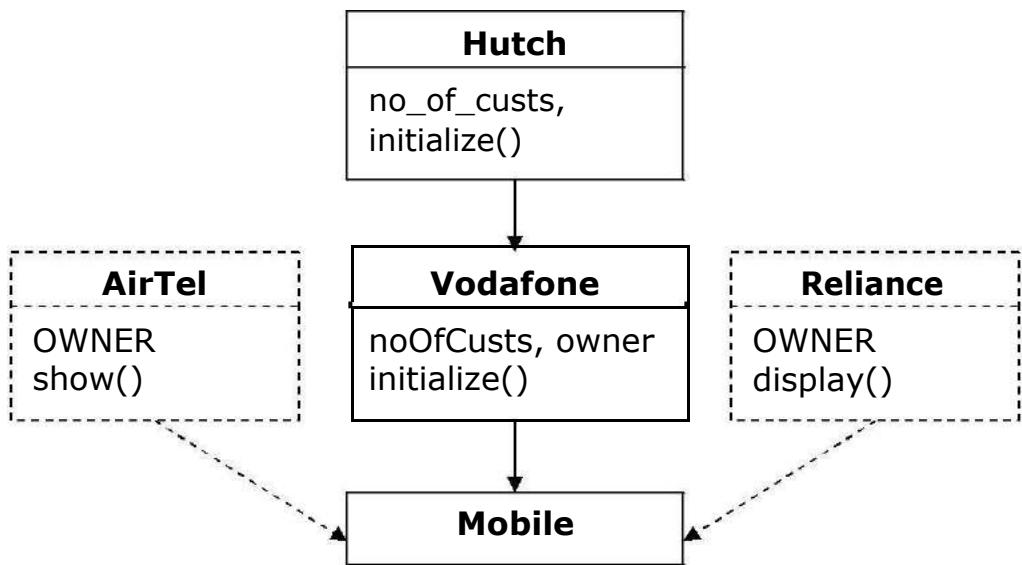 Hutch
no_of_custs,
initialize()
AirTel
OWNER
show()
Vodafone
noOfCusts, owner
initialize()
Reliance
OWNER
display()
Mobile